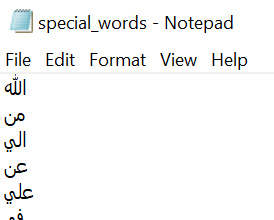 special_words - Notepad
File Edit Format View Help
الله
من
الي
عن
علي